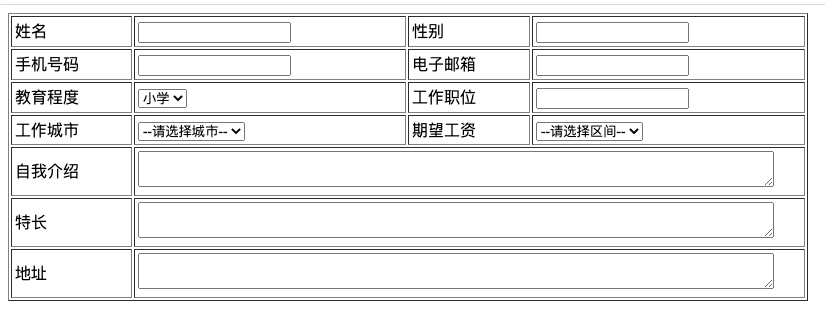 姓名 性别
手机号码 电子邮箱
教育程度 小学 工作职位
工作城市 --请选择城市-- 期望工资 --请选择区间--
自我介绍
特长
地址